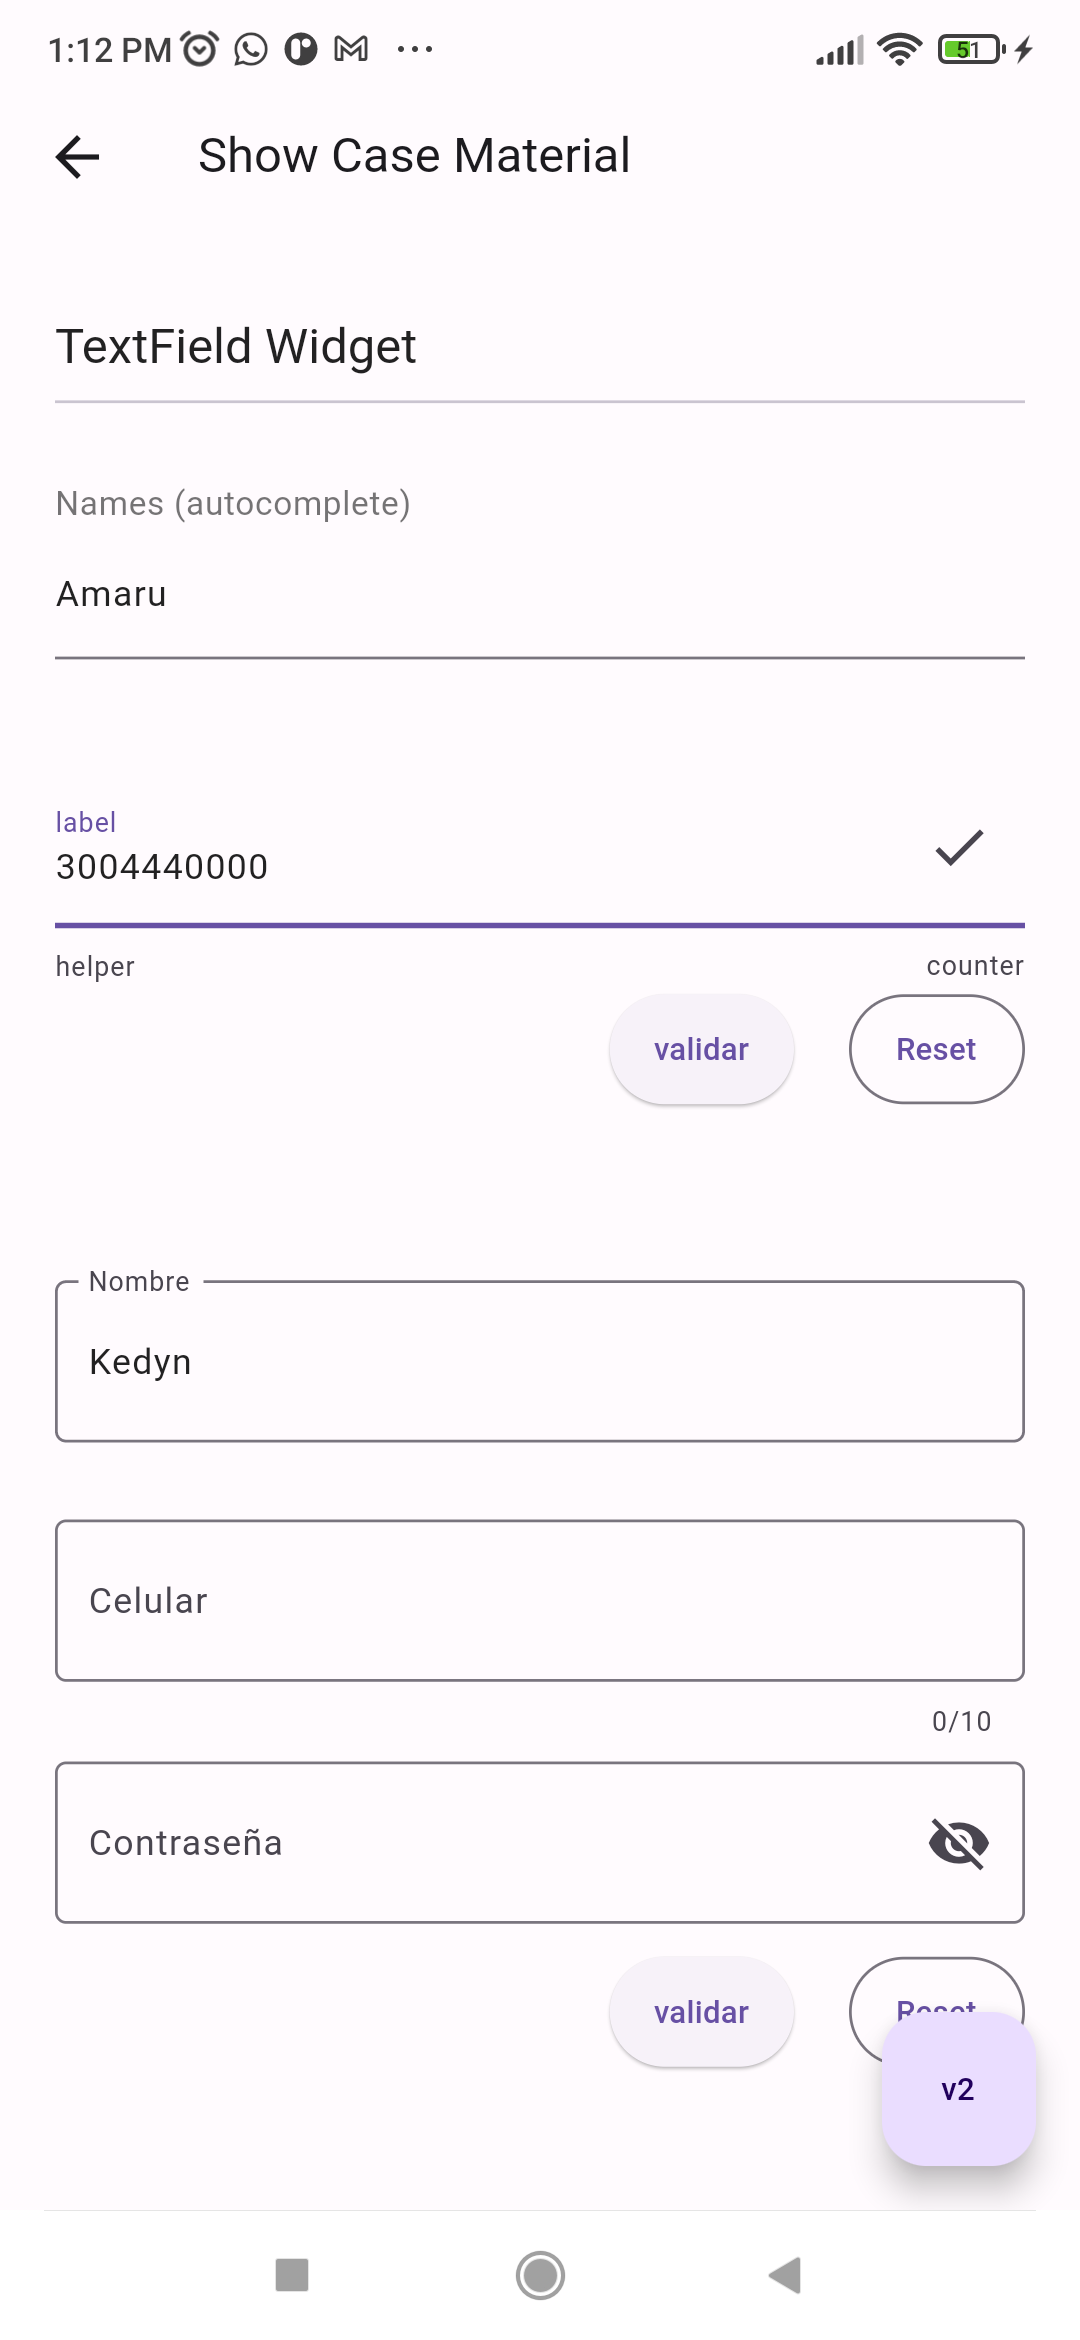 1:12 PM
51
Show Case Material
TextField Widget
Names (autocomplete)
Amaru
label
3004440000
helper
counter
validar
Reset
Nombre
Kedyn
Celular
0/10
Contraseña
validar
Reset
v2